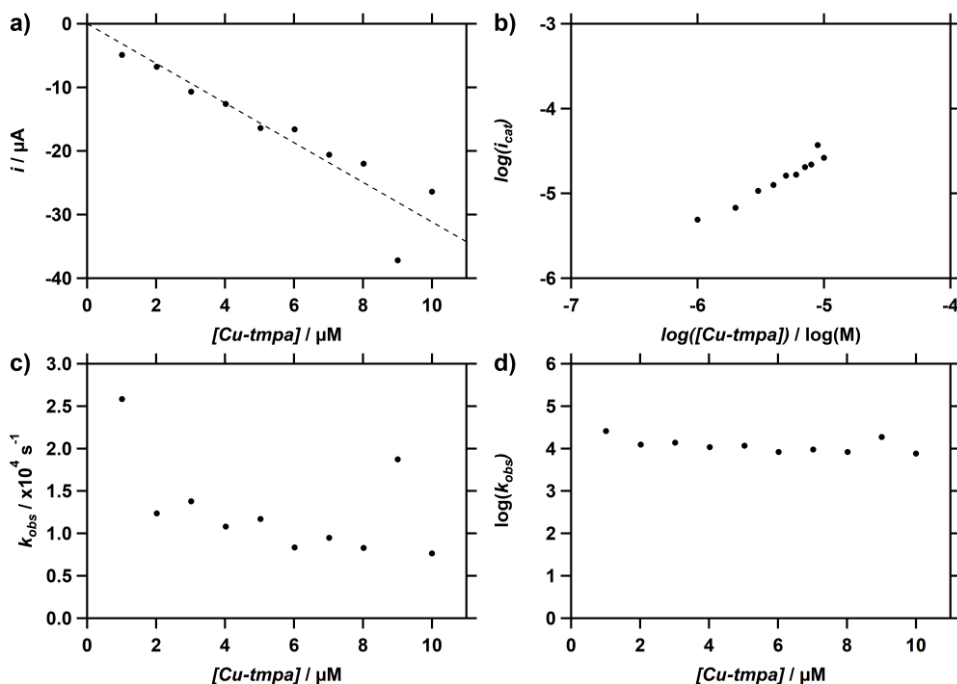 a)
0
-10
-20
-30
-40
i / µA
0 2 4 6 8 10
[Cu-tmpa] / µM
b)
-3
-4
-5
-6
log(i_cat)
-7 -6 -5 -4
log([Cu-tmpa]) / log(M)
c)
3.0
2.5
2.0
1.5
1.0
0.5
0.0
k_obs / x10⁴ s⁻¹
0 2 4 6 8 10
[Cu-tmpa] / µM
d)
6
5
4
3
2
1
0
log(k_obs)
0 2 4 6 8 10
[Cu-tmpa] / µM